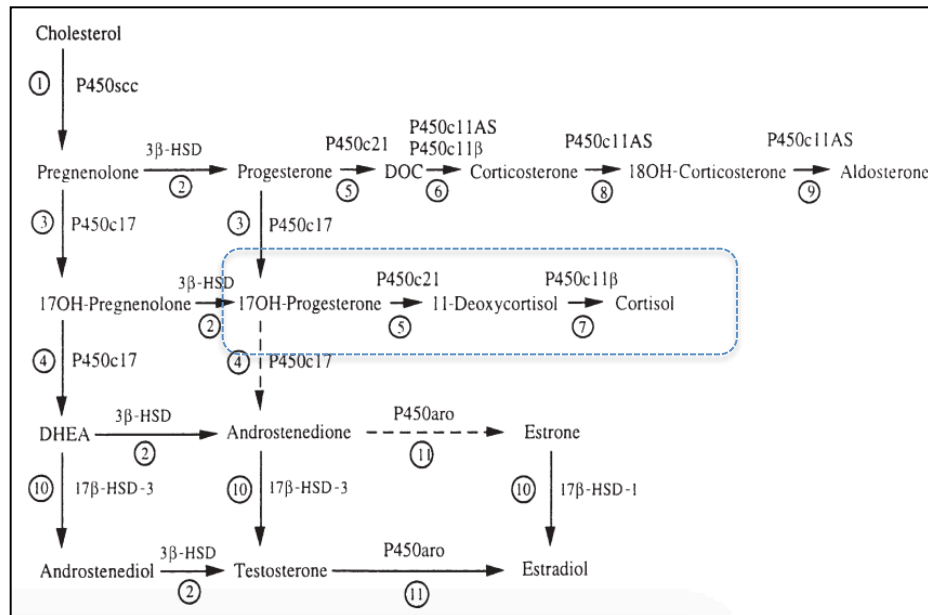 Cholesterol
① P450scc
3β-HSD P450c21 P450c11AS P450c11β P450c11AS P450c11AS
Pregnenolone Progesterone DOC Corticosterone 18OH-Corticosterone Aldosterone
② ⑤ ⑥ ⑧ ⑨
③ P450c17 ③ P450c17
3β-HSD P450c21 P450c11β
17OH-Pregnenolone 17OH-Progesterone 11-Deoxycortisol Cortisol
② ⑤ ⑦
④ P450c17 ④ P450c17
3β-HSD P450aro
DHEA Androstenedione Estrone
② ⑪
⑩ 17β-HSD-3 ⑩ 17β-HSD-3 ⑩ 17β-HSD-1
3β-HSD P450aro
Androstenediol Testosterone Estradiol
② ⑪